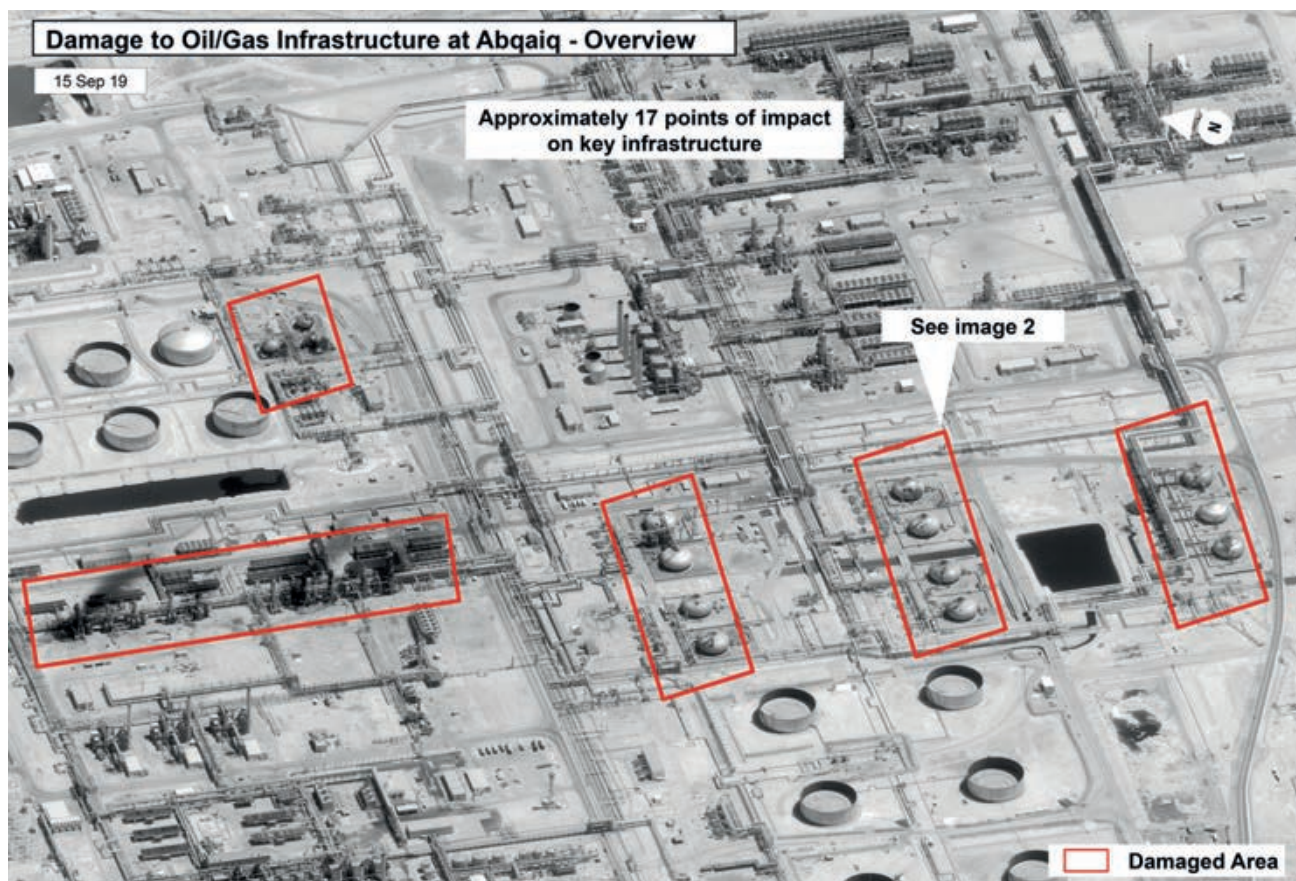 Damage to Oil/Gas Infrastructure at Abqaiq - Overview
15 Sep 19
Approximately 17 points of impact
on key infrastructure
N
See image 2
Damaged Area